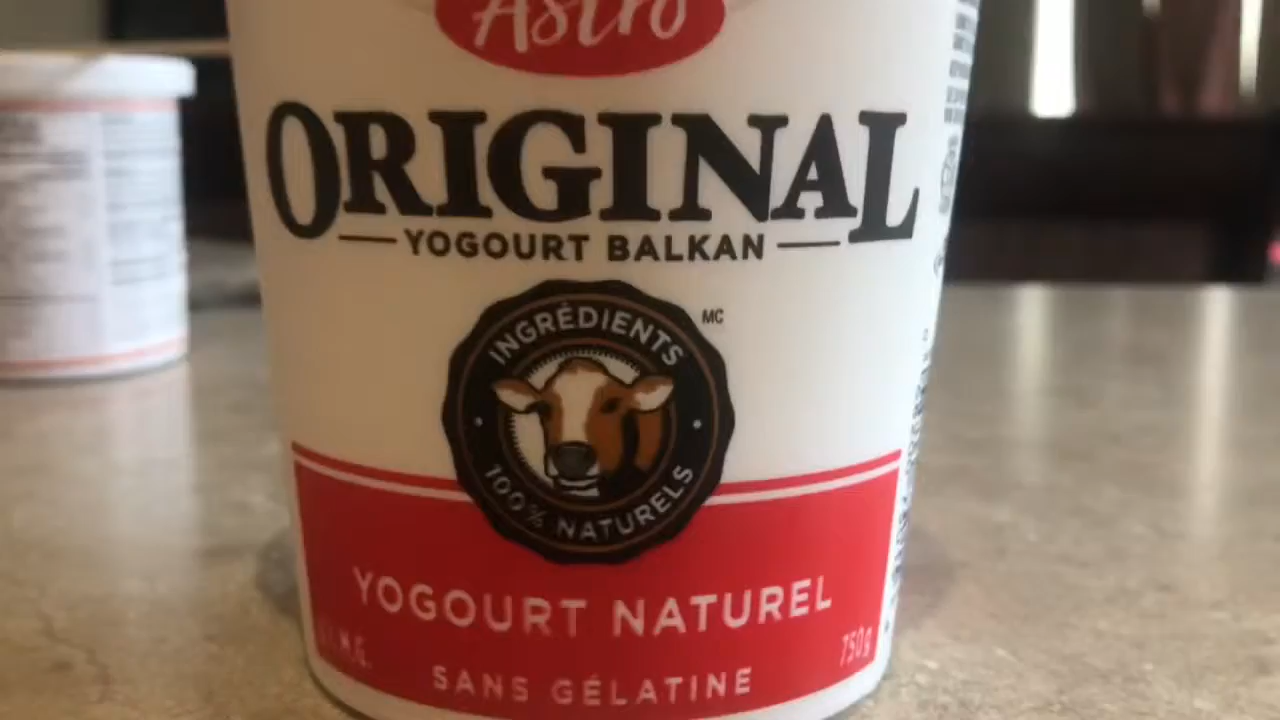 Astro
ORIGINAL
YOGOURT BALKAN
MC
INGRÉDIENTS
100% NATURELS
YOGOURT NATUREL
750g
SANS GÉLATINE